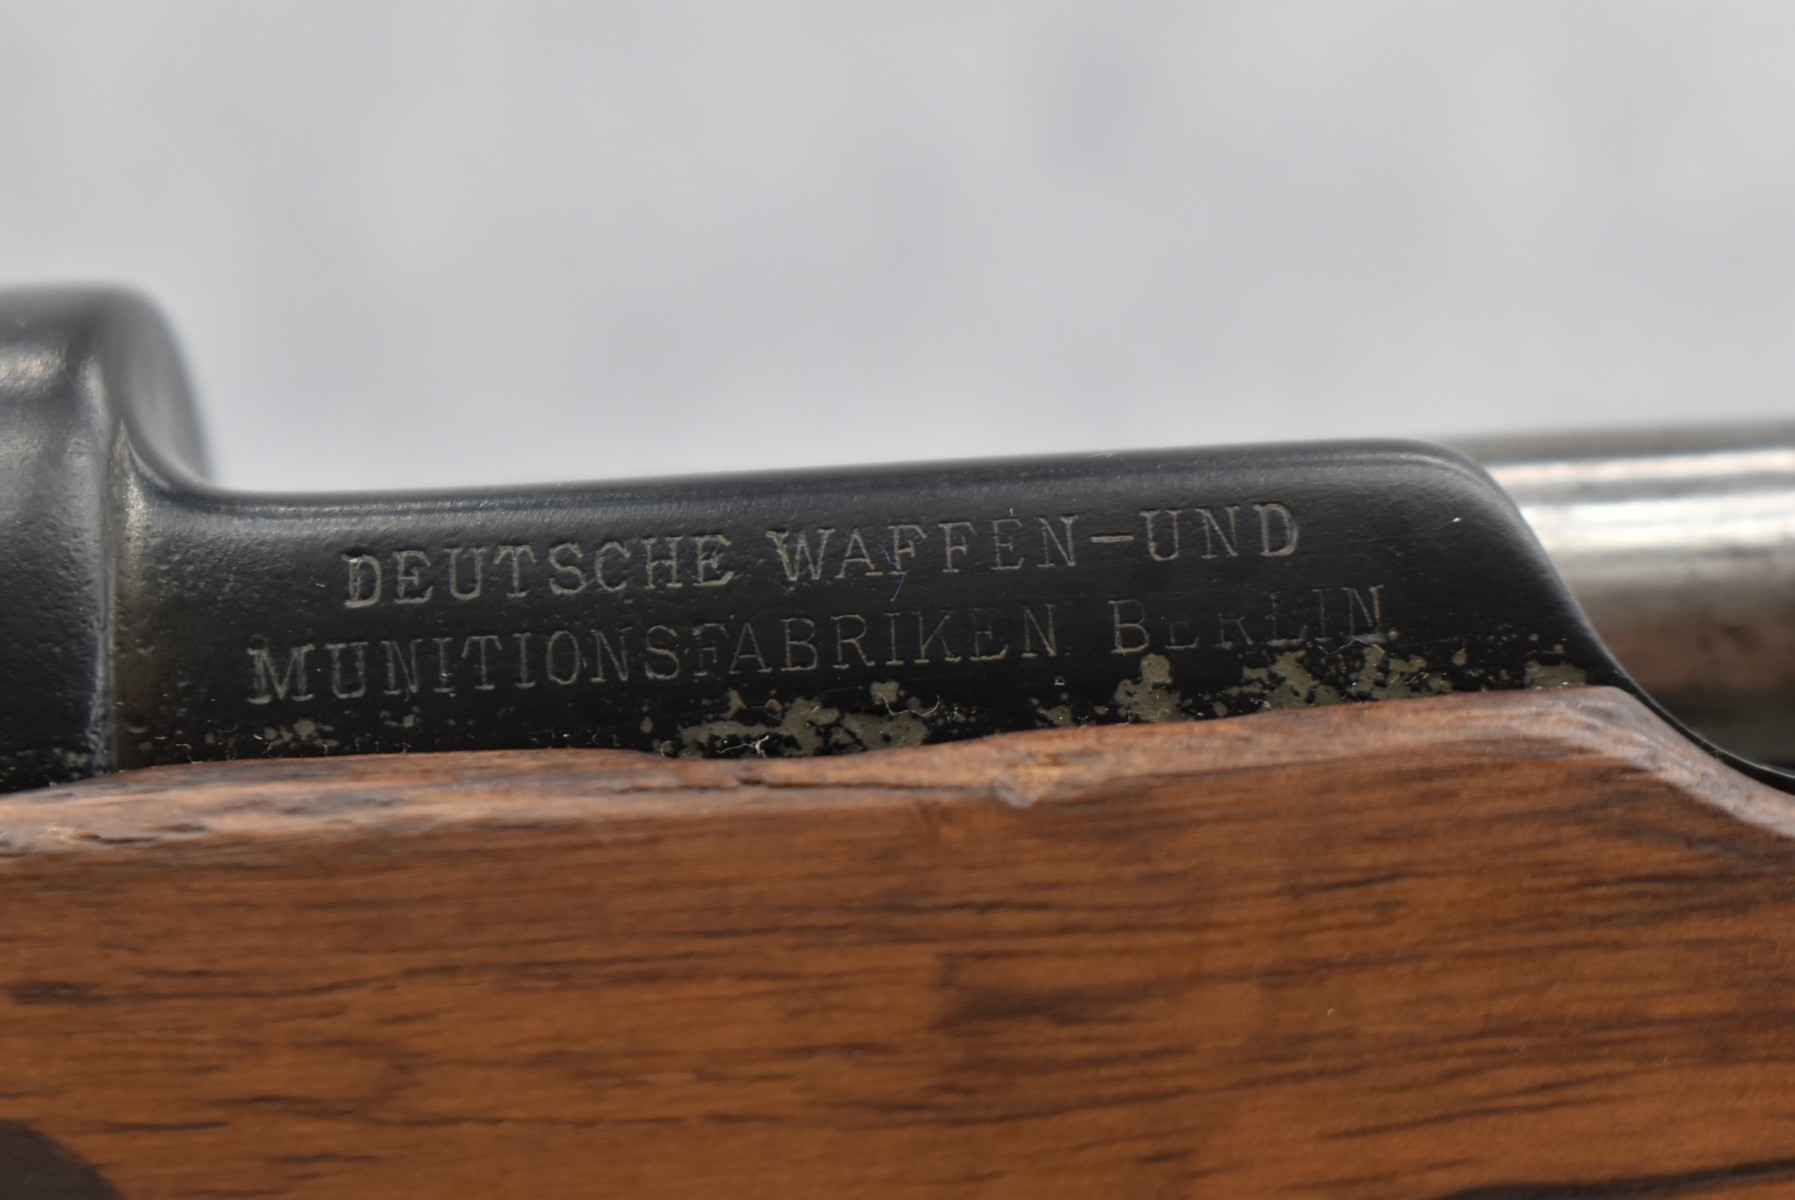 DEUTSCHE WAFFEN-UND
MUNITIONSFABRIKEN BERLIN